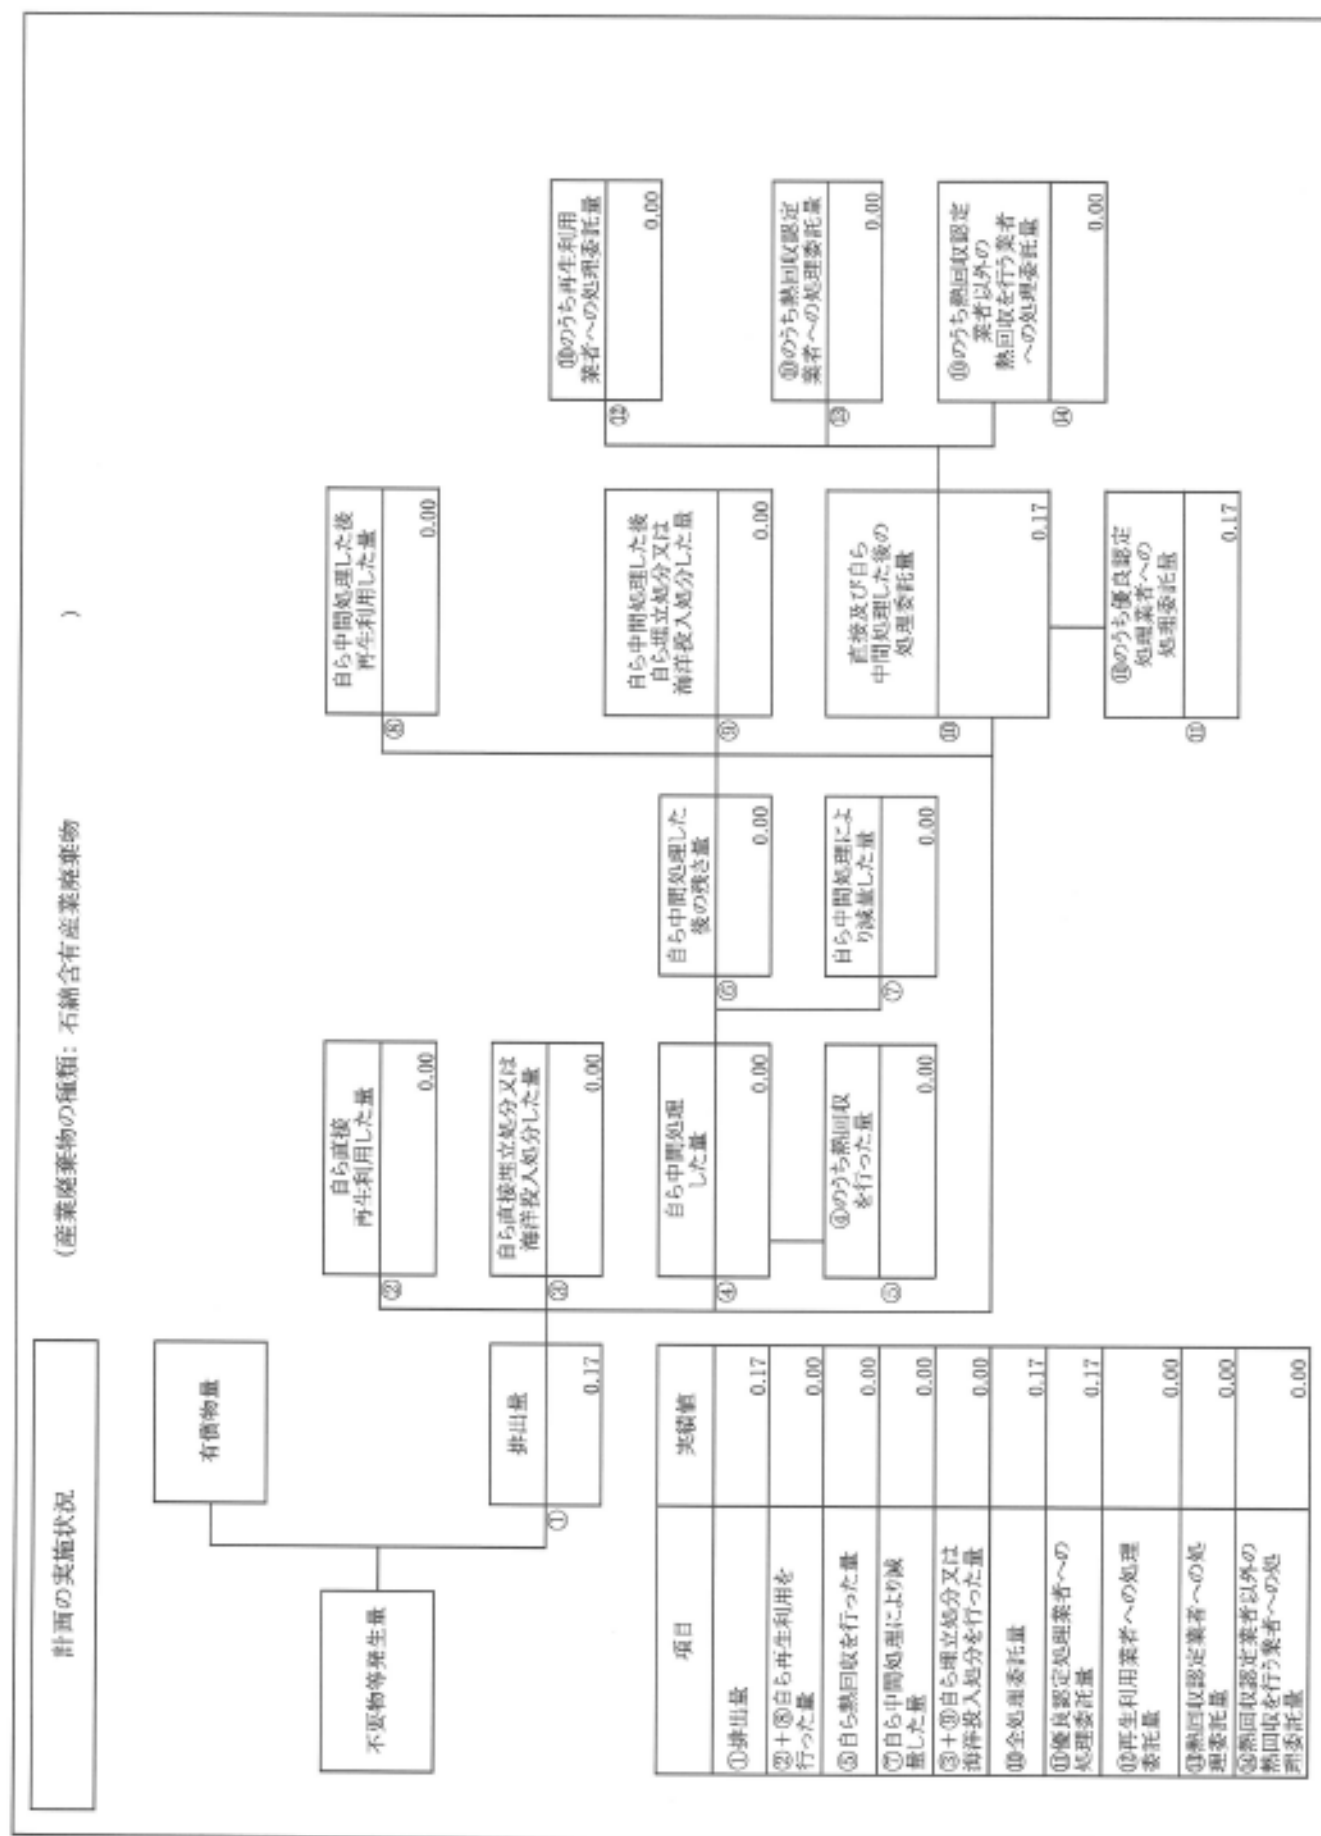 計画の実施状況
(産業廃棄物の種類: 石綿含有産業廃棄物 )
不要物等発生量
有償物量
①
排出量
0.17
②
自ら直接
再生利用した量
0.00
③
自ら直接埋立処分又は
海洋投入処分した量
0.00
④
自ら中間処理
した量
0.00
⑤
④のうち熱回収
を行った量
0.00
⑥
自ら中間処理した
後の残さ量
0.00
⑦
自ら中間処理によ
り減量した量
0.00
⑧
自ら中間処理した後
再生利用した量
0.00
⑨
自ら中間処理した後
自ら埋立処分又は
海洋投入処分した量
0.00
⑩
直接及び自ら
中間処理した後の
処理委託量
0.17
⑪
⑩のうち優良認定
処理業者への
処理委託量
0.17
⑫
⑩のうち再生利用
業者への処理委託量
0.00
⑬
⑩のうち熱回収認定
業者への処理委託量
0.00
⑭
⑩のうち熱回収認定
業者以外の
熱回収を行う業者
への処理委託量
0.00
項目 実績値
①排出量 0.17
②+⑧自ら再生利用を
行った量 0.00
⑤自ら熱回収を行った量 0.00
⑦自ら中間処理により減
量した量 0.00
③+⑨自ら埋立処分又は
海洋投入処分を行った量 0.00
⑩全処理委託量 0.17
⑪優良認定処理業者への
処理委託量 0.17
⑫再生利用業者への処理
委託量 0.00
⑬熱回収認定業者への処
理委託量 0.00
⑭熱回収認定業者以外の
熱回収を行う業者への処
理委託量 0.00